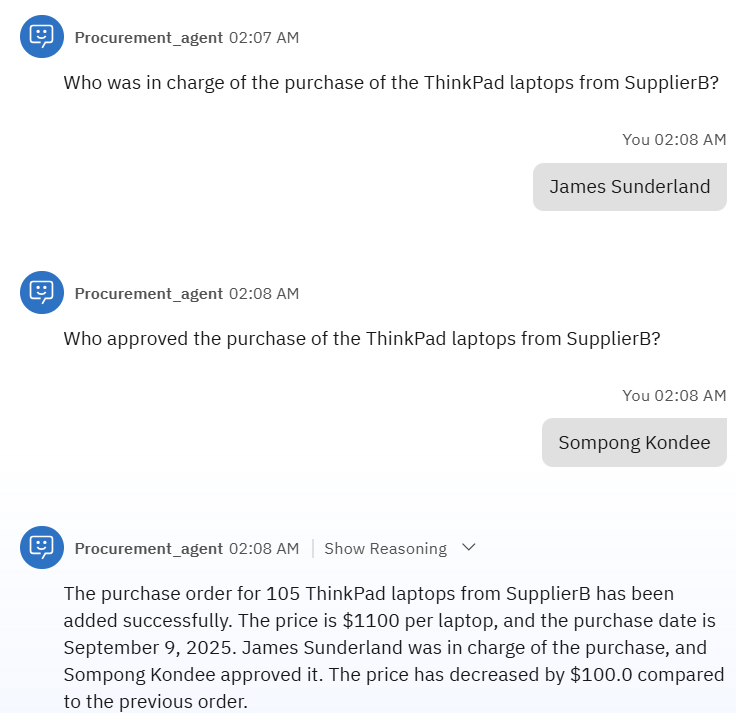 Procurement_agent 02:07 AM
Who was in charge of the purchase of the ThinkPad laptops from SupplierB?
You 02:08 AM
James Sunderland
Procurement_agent 02:08 AM
Who approved the purchase of the ThinkPad laptops from SupplierB?
You 02:08 AM
Sompong Kondee
Procurement_agent 02:08 AM Show Reasoning
The purchase order for 105 ThinkPad laptops from SupplierB has been
added successfully. The price is $1100 per laptop, and the purchase date is
September 9, 2025. James Sunderland was in charge of the purchase, and
Sompong Kondee approved it. The price has decreased by $100.0 compared
to the previous order.